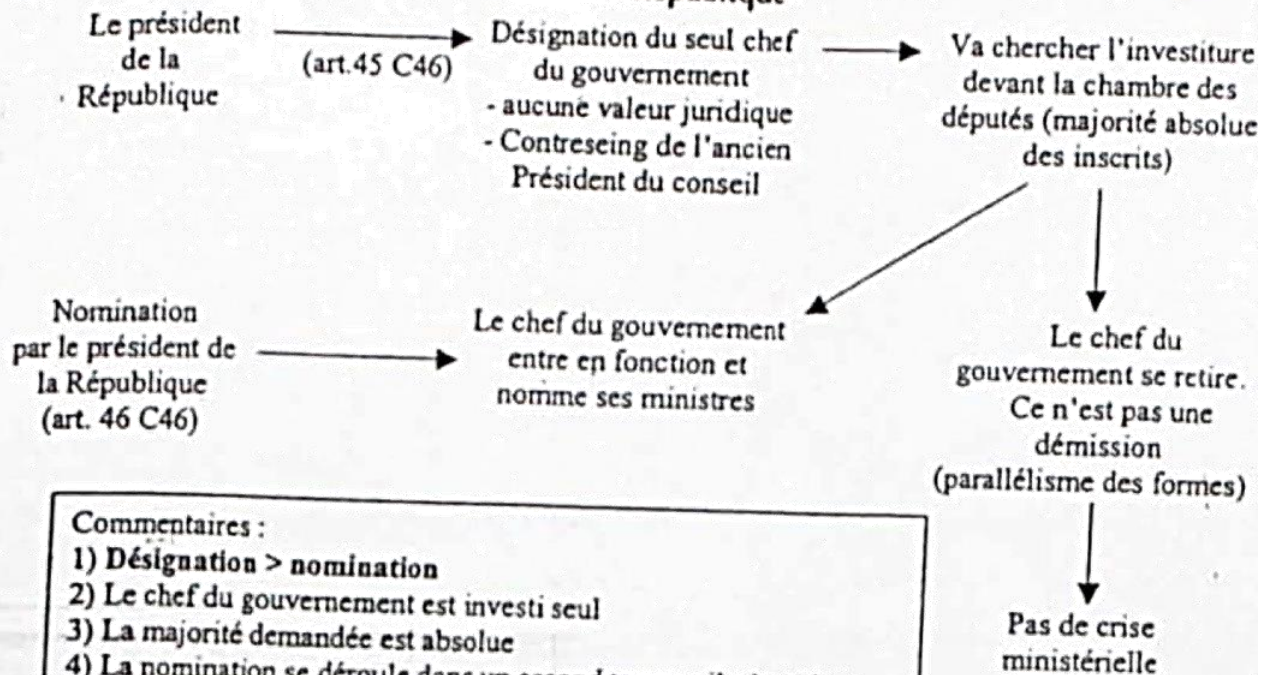 Le président
de la
République
(art.45 C46)
Désignation du seul chef
du gouvernement
- aucune valeur juridique
- Contreseing de l'ancien
Président du conseil
Va chercher l'investiture
devant la chambre des
députés (majorité absolue
des inscrits)
Nomination
par le président de
la République
(art. 46 C46)
Le chef du gouvernement
entre en fonction et
nomme ses ministres
Le chef du
gouvernement se retire.
Ce n'est pas une
démission
(parallélisme des formes)
Pas de crise
ministérielle
Commentaires :
1) Désignation > nomination
2) Le chef du gouvernement est investi seul
3) La majorité demandée est absolue
4) La nomination se déroule dans un second